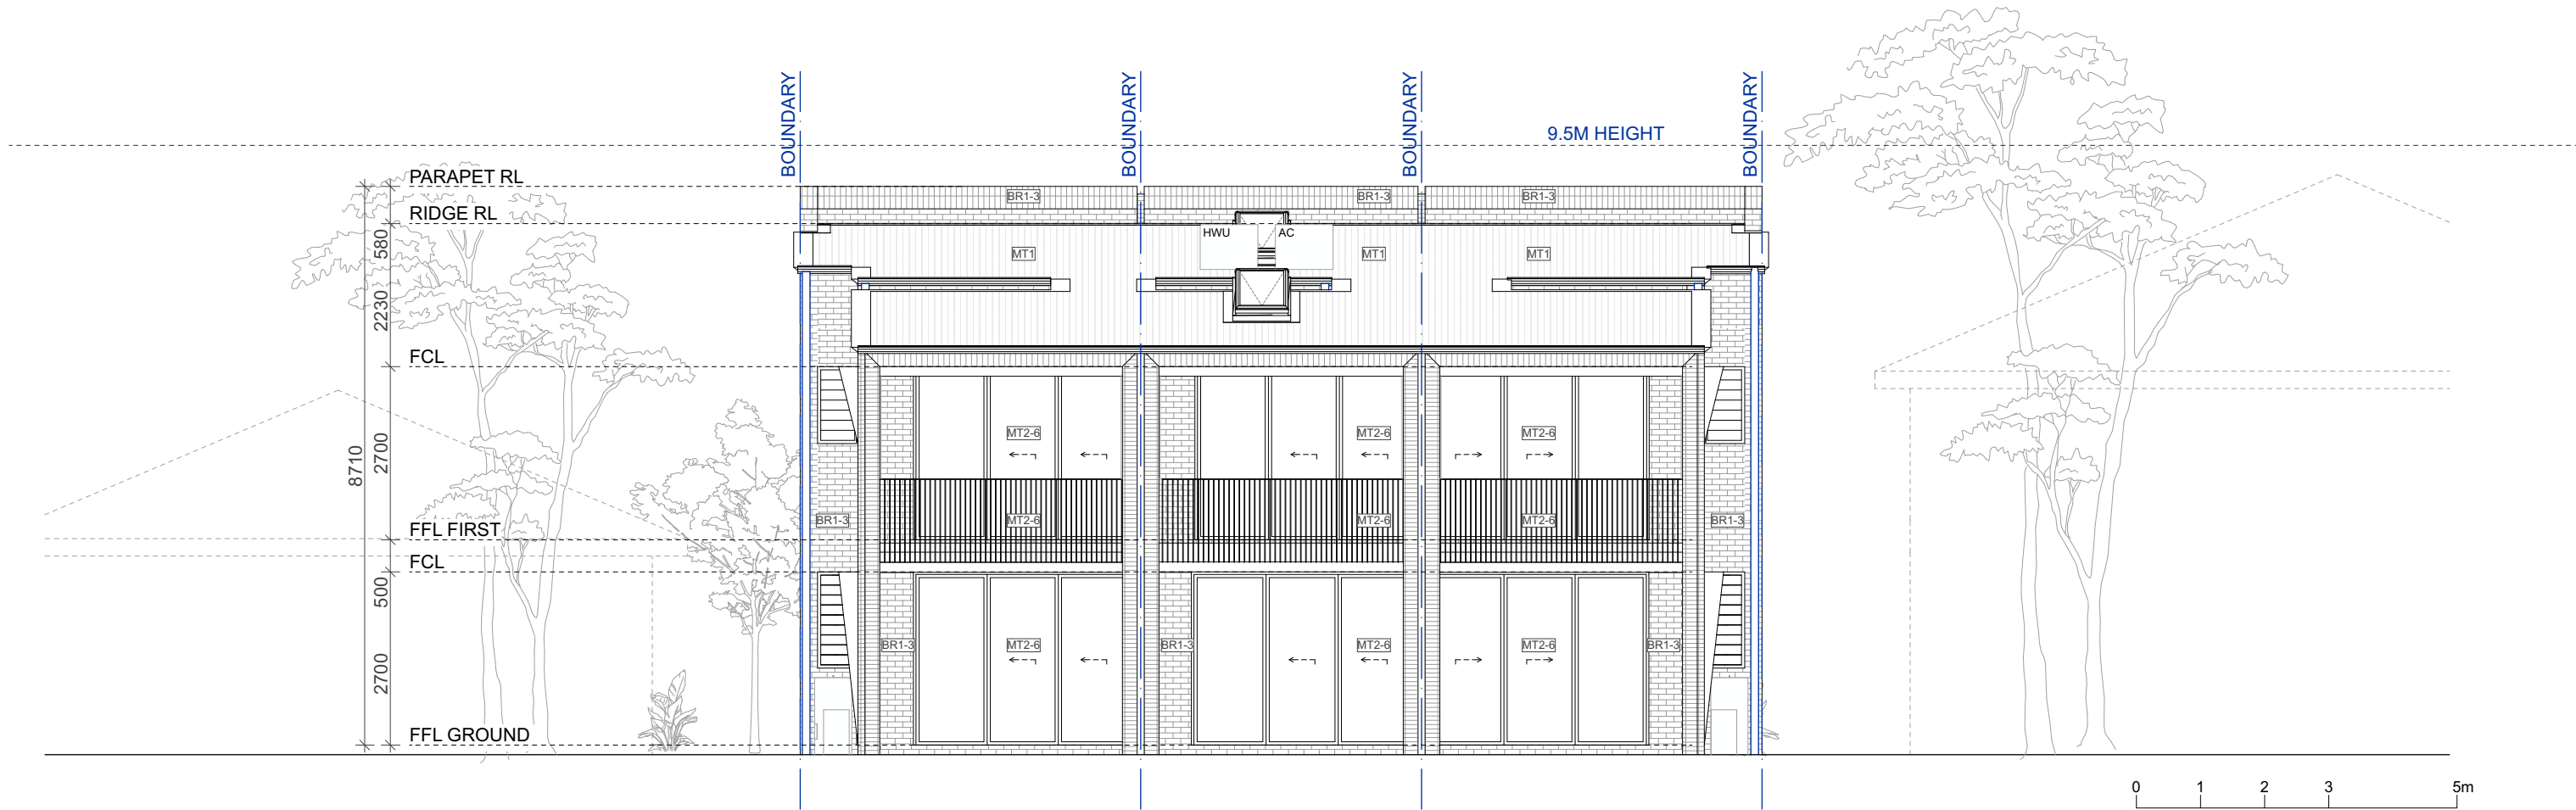 BOUNDARY
BOUNDARY
BOUNDARY
BOUNDARY
9.5M HEIGHT
PARAPET RL
BR1-3
BR1-3
BR1-3
RIDGE RL
580
HWU
AC
MT1
MT1
MT1
2230
FCL
2700
8710
MT2-6
MT2-6
MT2-6
FFL FIRST
BR1-3
MT2-6
MT2-6
MT2-6
BR1-3
FCL
500
2700
BR1-3
MT2-6
BR1-3
MT2-6
MT2-6
BR1-3
FFL GROUND
0 1 2 3 5m